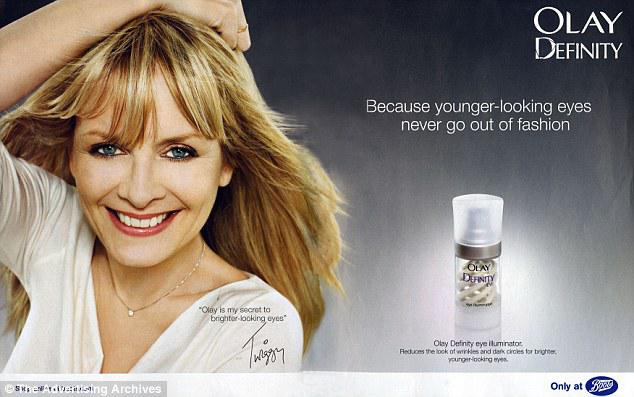 OLAY
DEFINITY
Because younger-looking eyes
never go out of fashion
"Olay is my secret to
brighter-looking eyes"
Twiggy
OLAY
DEFINITY
eye illuminator
Olay Definity eye illuminator.
Reduces the look of wrinkles and dark circles for brighter,
younger-looking eyes.
© The Advertising Archives
Only at Boots